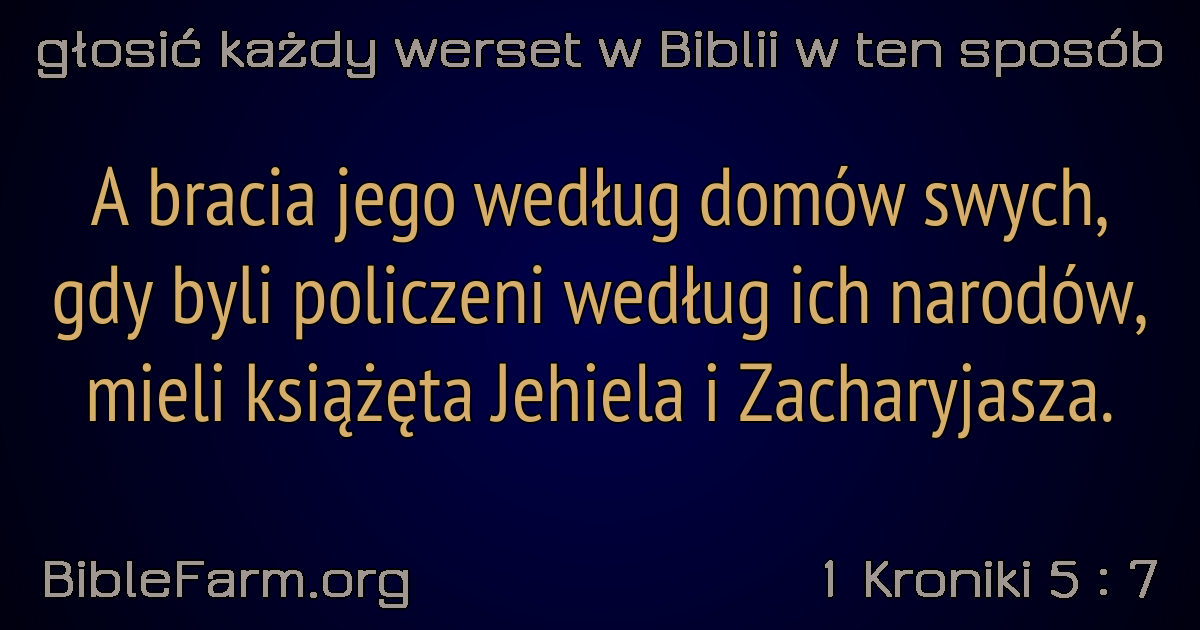 głosić każdy werset w Biblii w ten sposób
A bracia jego według domów swych,
gdy byli policzeni według ich narodów,
mieli książęta Jehiela i Zacharyjasza.
BibleFarm.org
1 Kroniki 5 : 7